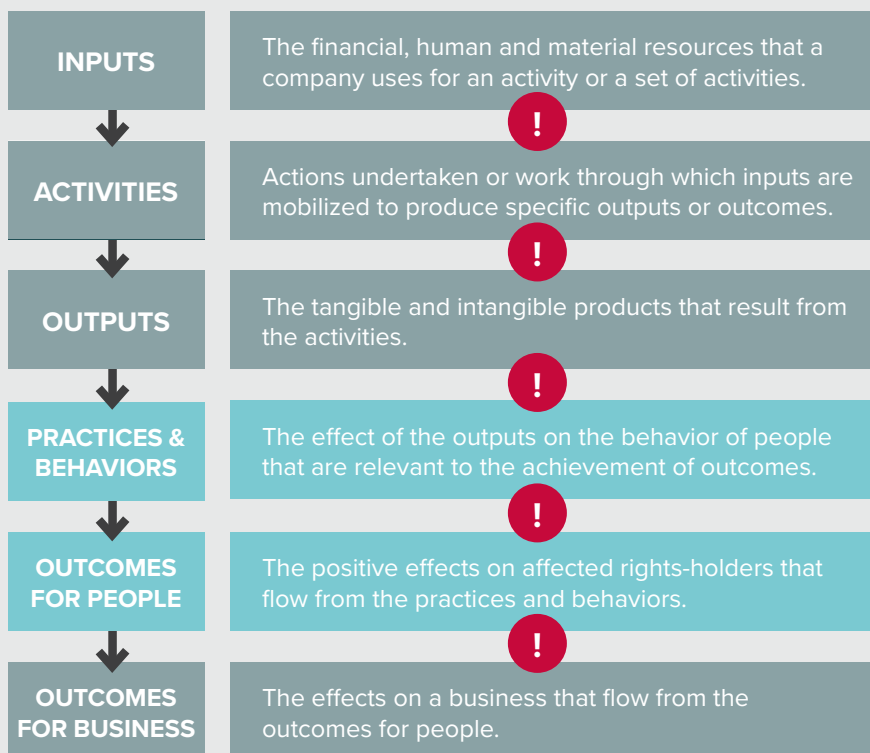 INPUTS
The financial, human and material resources that a
company uses for an activity or a set of activities.
!
ACTIVITIES
Actions undertaken or work through which inputs are
mobilized to produce specific outputs or outcomes.
!
OUTPUTS
The tangible and intangible products that result from
the activities.
!
PRACTICES &
BEHAVIORS
The effect of the outputs on the behavior of people
that are relevant to the achievement of outcomes.
!
OUTCOMES
FOR PEOPLE
The positive effects on affected rights-holders that
flow from the practices and behaviors.
!
OUTCOMES
FOR BUSINESS
The effects on a business that flow from the
outcomes for people.